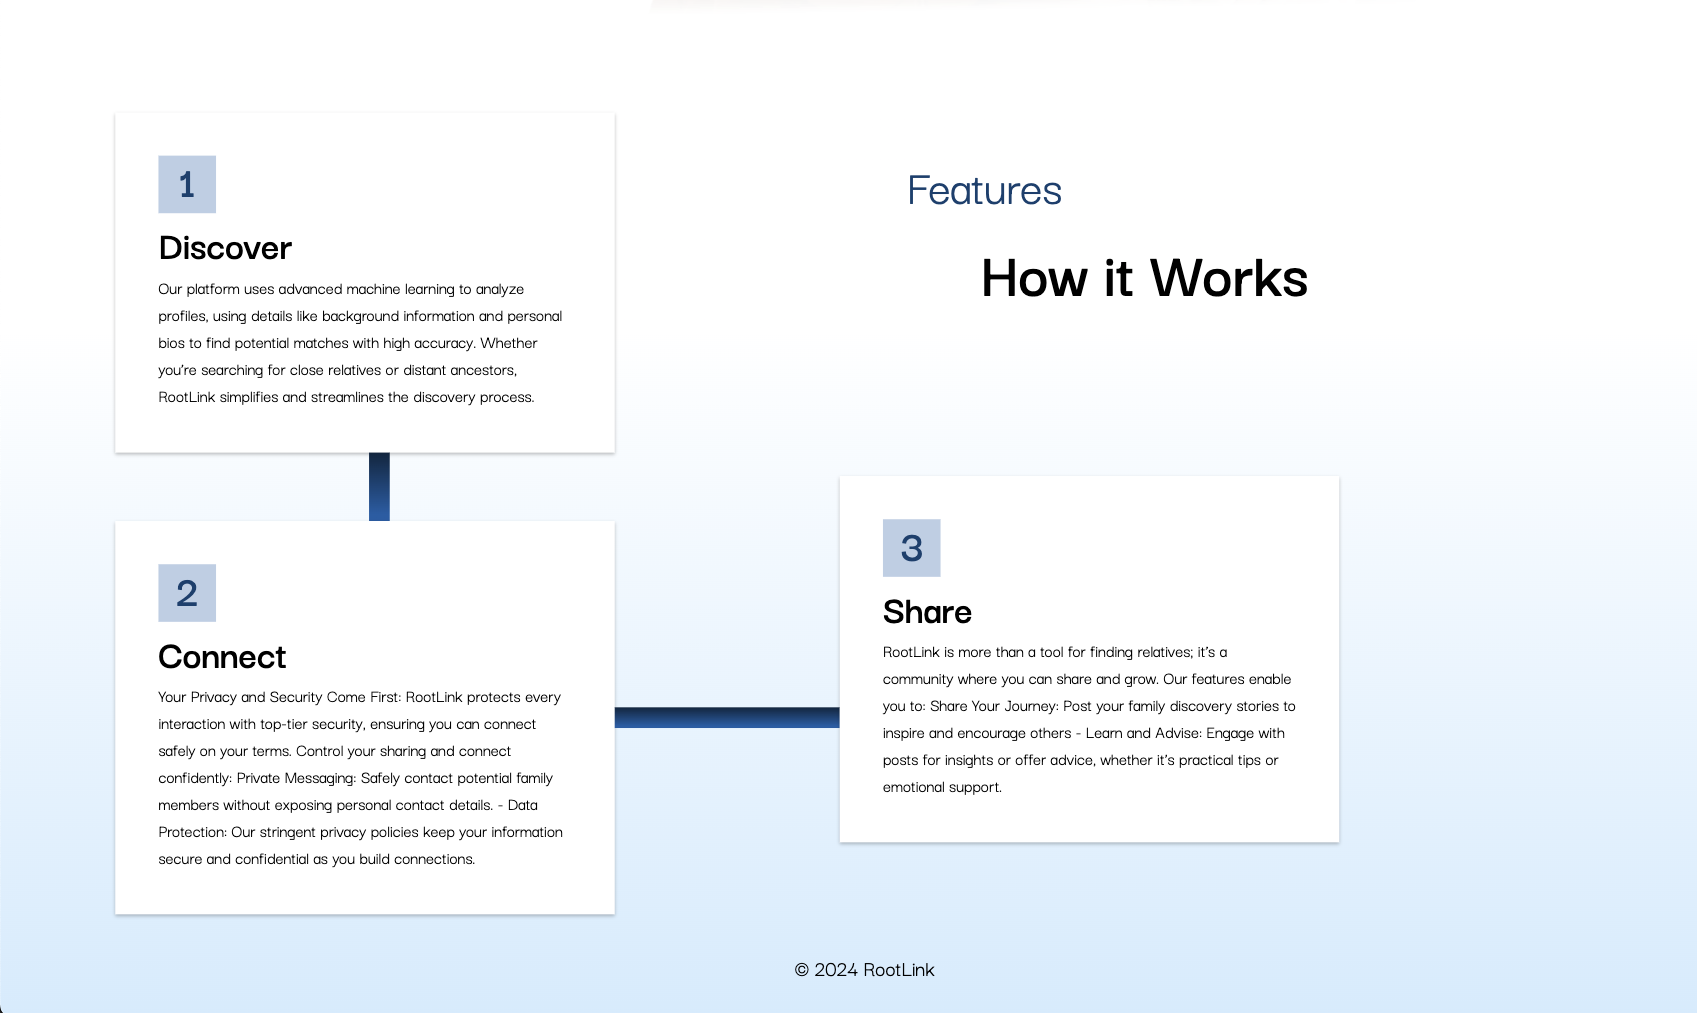 Features
How it Works
1
Discover
Our platform uses advanced machine learning to analyze
profiles, using details like background information and personal
bios to find potential matches with high accuracy. Whether
you're searching for close relatives or distant ancestors,
RootLink simplifies and streamlines the discovery process.
2
Connect
Your Privacy and Security Come First: RootLink protects every
interaction with top-tier security, ensuring you can connect
safely on your terms. Control your sharing and connect
confidently: Private Messaging: Safely contact potential family
members without exposing personal contact details. - Data
Protection: Our stringent privacy policies keep your information
secure and confidential as you build connections.
3
Share
RootLink is more than a tool for finding relatives; it's a
community where you can share and grow. Our features enable
you to: Share Your Journey: Post your family discovery stories to
inspire and encourage others - Learn and Advise: Engage with
posts for insights or offer advice, whether it's practical tips or
emotional support.
© 2024 RootLink